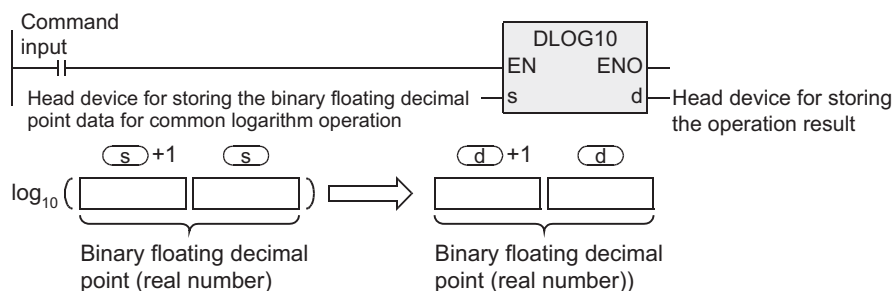 Command
input
DLOG10
EN ENO
Head device for storing the binary floating decimal
point data for common logarithm operation
s d
Head device for storing
the operation result
s +1 s d +1 d
log10 ( )
Binary floating decimal
point (real number)
Binary floating decimal
point (real number))